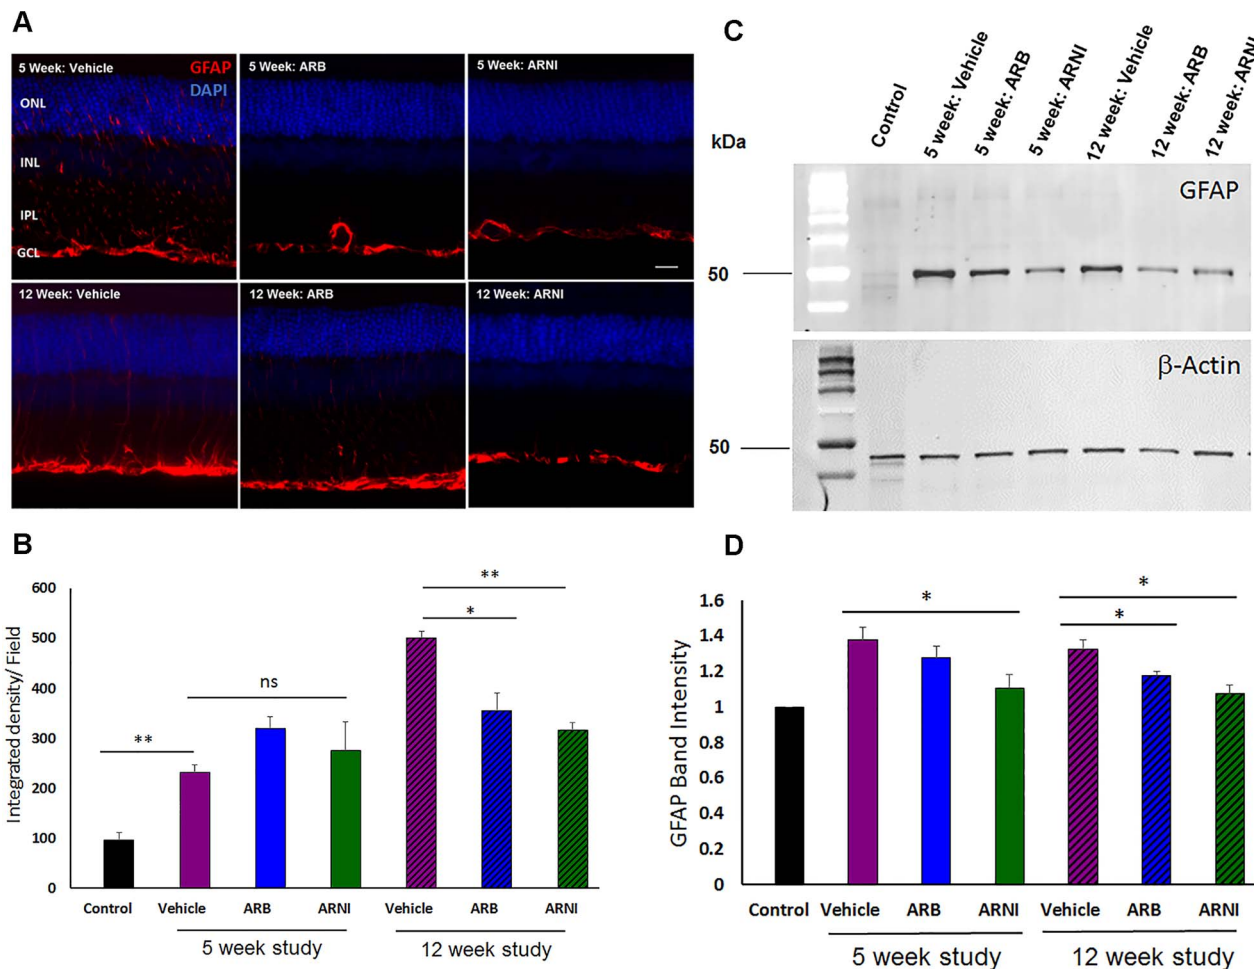 A
5 Week: Vehicle
GFAP
DAPI
ONL
INL
IPL
GCL
5 Week: ARB
5 Week: ARNI
12 Week: Vehicle
12 Week: ARB
12 Week: ARNI
B
Integrated density/ Field
600
500
400
300
200
100
0
**
ns
**
*
Control
Vehicle
ARB
ARNI
Vehicle
ARB
ARNI
5 week study
12 week study
C
kDa
Control
5 week: Vehicle
5 week: ARB
5 week: ARNI
12 week: Vehicle
12 week: ARB
12 week: ARNI
GFAP
50
β-Actin
50
D
GFAP Band Intensity
1.6
1.4
1.2
1
0.8
0.6
0.4
0.2
0
*
*
*
Control
Vehicle
ARB
ARNI
Vehicle
ARB
ARNI
5 week study
12 week study